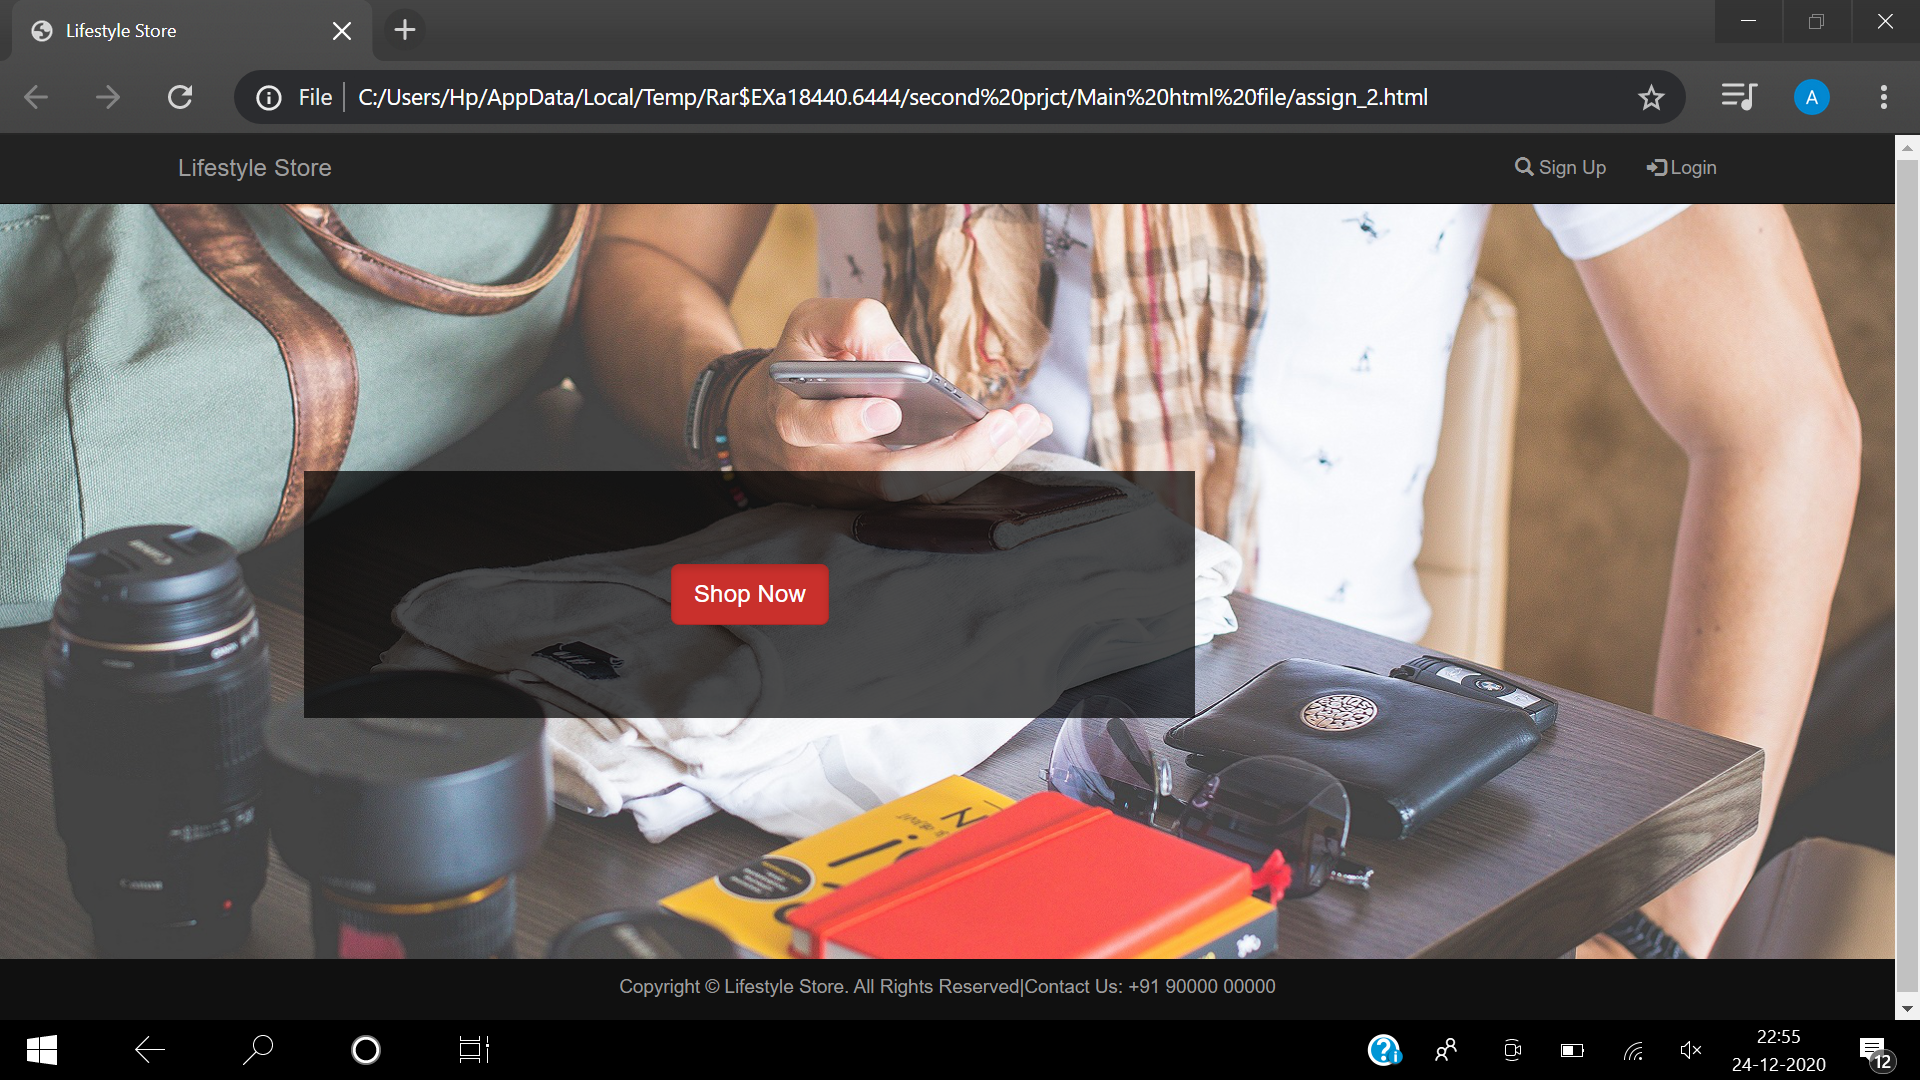 Lifestyle Store
File
C:/Users/Hp/AppData/Local/Temp/Rar$EXa18440.6444/second%20prjct/Main%20html%20file/assign_2.html
A
Lifestyle Store
Sign Up
Login
Shop Now
Canon
Copyright © Lifestyle Store. All Rights Reserved|Contact Us: +91 90000 00000
22:55
24-12-2020
12